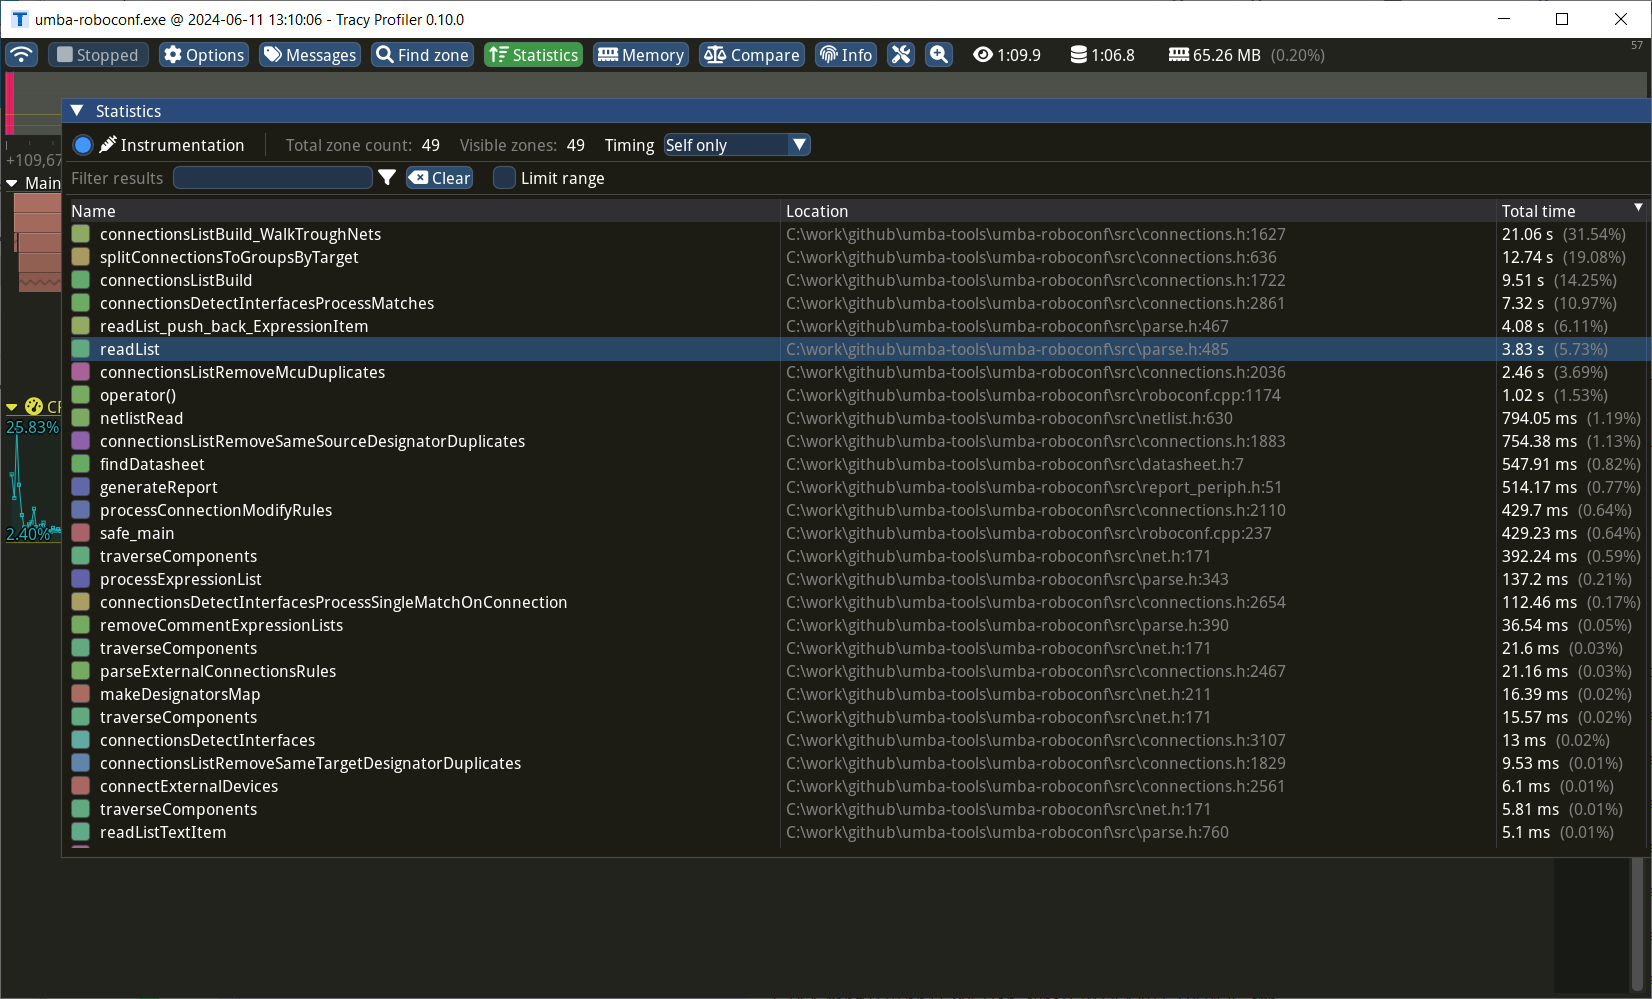 umba-roboconf.exe @ 2024-06-11 13:10:06 - Tracy Profiler 0.10.0
Stopped Options Messages Find zone Statistics Memory Compare Info 1:09.9 1:06.8 65.26 MB (0.20%) 57
Statistics
Instrumentation Total zone count: 49 Visible zones: 49 Timing Self only
+109,67
Filter results Clear Limit range
Main
Name Location Total time
connectionsListBuild_WalkTroughNets C:\work\github\umba-tools\umba-roboconf\src\connections.h:1627 21.06 s (31.54%)
splitConnectionsToGroupsByTarget C:\work\github\umba-tools\umba-roboconf\src\connections.h:636 12.74 s (19.08%)
connectionsListBuild C:\work\github\umba-tools\umba-roboconf\src\connections.h:1722 9.51 s (14.25%)
connectionsDetectInterfacesProcessMatches C:\work\github\umba-tools\umba-roboconf\src\connections.h:2861 7.32 s (10.97%)
readList_push_back_ExpressionItem C:\work\github\umba-tools\umba-roboconf\src\parse.h:467 4.08 s (6.11%)
readList C:\work\github\umba-tools\umba-roboconf\src\parse.h:485 3.83 s (5.73%)
connectionsListRemoveMcuDuplicates C:\work\github\umba-tools\umba-roboconf\src\connections.h:2036 2.46 s (3.69%)
operator() C:\work\github\umba-tools\umba-roboconf\src\roboconf.cpp:1174 1.02 s (1.53%)
CP
netlistRead C:\work\github\umba-tools\umba-roboconf\src\netlist.h:630 794.05 ms (1.19%)
25.83%
connectionsListRemoveSameSourceDesignatorDuplicates C:\work\github\umba-tools\umba-roboconf\src\connections.h:1883 754.38 ms (1.13%)
findDatasheet C:\work\github\umba-tools\umba-roboconf\src\datasheet.h:7 547.91 ms (0.82%)
generateReport C:\work\github\umba-tools\umba-roboconf\src\report_periph.h:51 514.17 ms (0.77%)
processConnectionModifyRules C:\work\github\umba-tools\umba-roboconf\src\connections.h:2110 429.7 ms (0.64%)
2.40%
safe_main C:\work\github\umba-tools\umba-roboconf\src\roboconf.cpp:237 429.23 ms (0.64%)
traverseComponents C:\work\github\umba-tools\umba-roboconf\src\net.h:171 392.24 ms (0.59%)
processExpressionList C:\work\github\umba-tools\umba-roboconf\src\parse.h:343 137.2 ms (0.21%)
connectionsDetectInterfacesProcessSingleMatchOnConnection C:\work\github\umba-tools\umba-roboconf\src\connections.h:2654 112.46 ms (0.17%)
removeCommentExpressionLists C:\work\github\umba-tools\umba-roboconf\src\parse.h:390 36.54 ms (0.05%)
traverseComponents C:\work\github\umba-tools\umba-roboconf\src\net.h:171 21.6 ms (0.03%)
parseExternalConnectionsRules C:\work\github\umba-tools\umba-roboconf\src\connections.h:2467 21.16 ms (0.03%)
makeDesignatorsMap C:\work\github\umba-tools\umba-roboconf\src\net.h:211 16.39 ms (0.02%)
traverseComponents C:\work\github\umba-tools\umba-roboconf\src\net.h:171 15.57 ms (0.02%)
connectionsDetectInterfaces C:\work\github\umba-tools\umba-roboconf\src\connections.h:3107 13 ms (0.02%)
connectionsListRemoveSameTargetDesignatorDuplicates C:\work\github\umba-tools\umba-roboconf\src\connections.h:1829 9.53 ms (0.01%)
connectExternalDevices C:\work\github\umba-tools\umba-roboconf\src\connections.h:2561 6.1 ms (0.01%)
traverseComponents C:\work\github\umba-tools\umba-roboconf\src\net.h:171 5.81 ms (0.01%)
readListTextItem C:\work\github\umba-tools\umba-roboconf\src\parse.h:760 5.1 ms (0.01%)